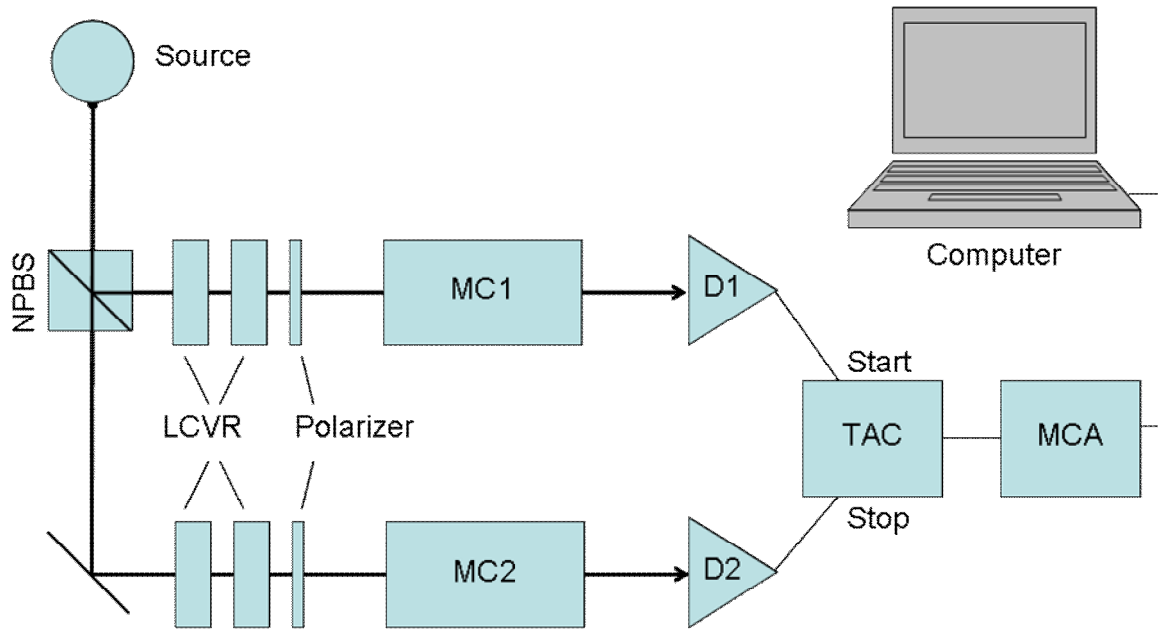 Source
Computer
NPBS
MC1
D1
Start
LCVR
Polarizer
TAC
MCA
Stop
MC2
D2